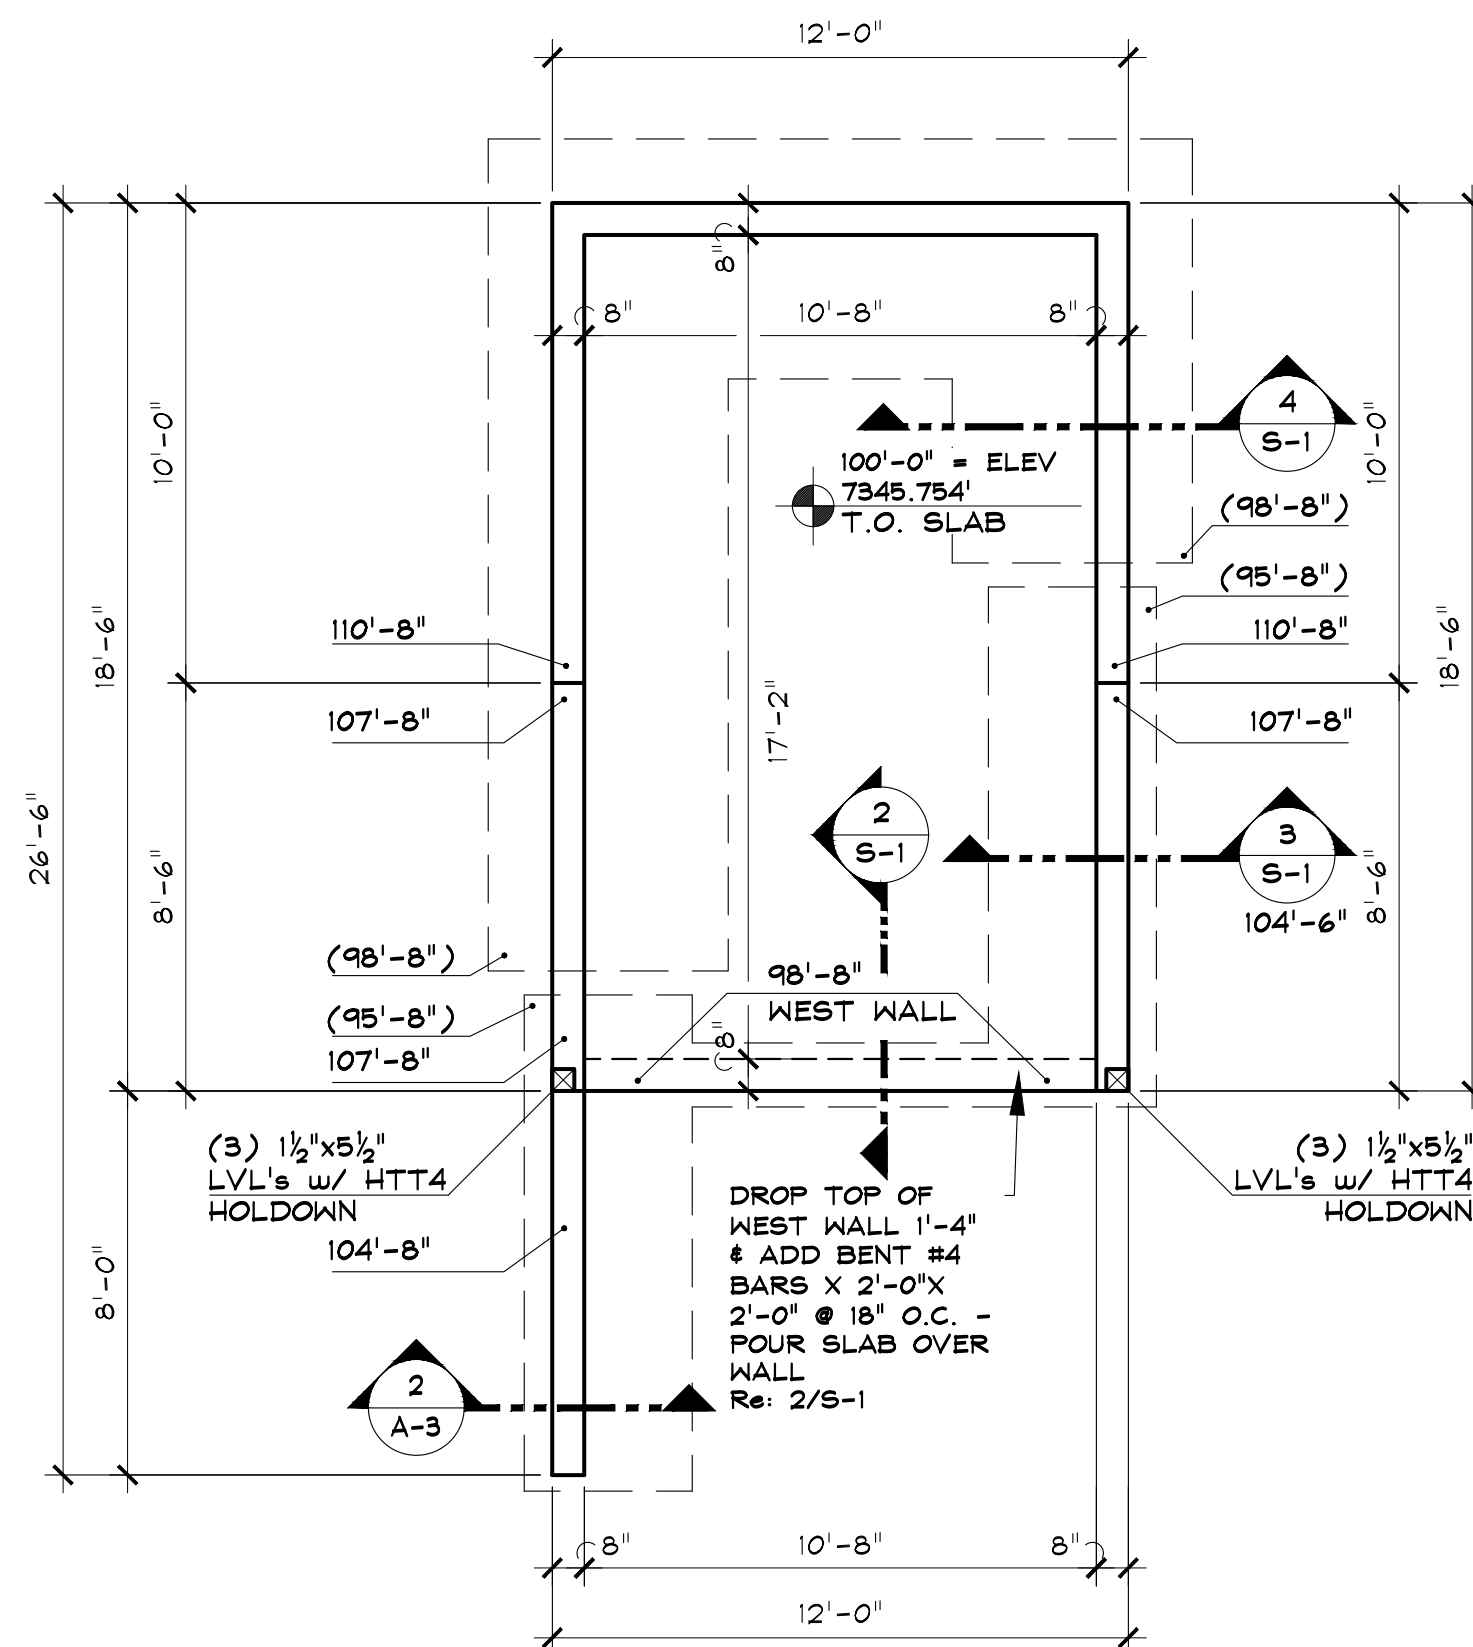 12'-0"
8"
8"
10'-8"
8"
4
S-1
10'-0"
10'-0"
100'-0" = ELEV
7345.754'
T.O. SLAB
(98'-8")
(95'-8")
110'-8"
110'-8"
18'-6"
18'-6"
107'-8"
107'-8"
17'-2"
26'-6"
2
S-1
3
S-1
8'-6"
8'-6"
104'-6"
(98'-8")
98'-8"
WEST WALL
(95'-8")
107'-8"
8"
(3) 1½"x5½"
LVL's w/ HTT4
HOLDOWN
(3) 1½"x5½"
LVL's w/ HTT4
HOLDOWN
104'-8"
8'-0"
DROP TOP OF
WEST WALL 1'-4"
& ADD BENT #4
BARS X 2'-0"X
2'-0" @ 18" O.C. -
POUR SLAB OVER
WALL
Re: 2/S-1
2
A-3
8"
10'-8"
8"
12'-0"